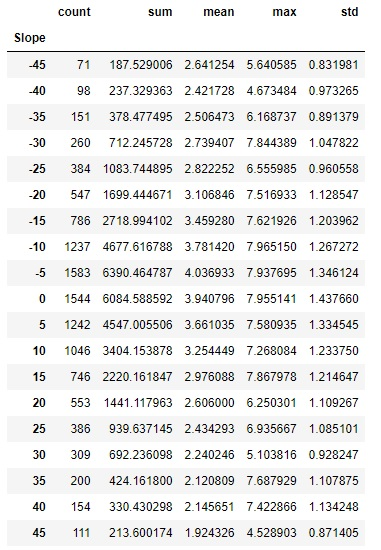 count sum mean max std
Slope
-45 71 187.529006 2.641254 5.640585 0.831981
-40 98 237.329363 2.421728 4.673484 0.973265
-35 151 378.477495 2.506473 6.168737 0.891379
-30 260 712.245728 2.739407 7.844389 1.047822
-25 384 1083.744895 2.822252 6.555985 0.960558
-20 547 1699.444671 3.106846 7.516933 1.128547
-15 786 2718.994102 3.459280 7.621926 1.203962
-10 1237 4677.616788 3.781420 7.965150 1.267272
-5 1583 6390.464787 4.036933 7.937695 1.346124
0 1544 6084.588592 3.940796 7.955141 1.437660
5 1242 4547.005506 3.661035 7.580935 1.334545
10 1046 3404.153878 3.254449 7.268084 1.233750
15 746 2220.161847 2.976088 7.867978 1.214647
20 553 1441.117963 2.606000 6.250301 1.109267
25 386 939.637145 2.434293 6.935667 1.085101
30 309 692.236098 2.240246 5.103816 0.928247
35 200 424.161800 2.120809 7.687929 1.107875
40 154 330.430298 2.145651 7.422866 1.134248
45 111 213.600174 1.924326 4.528903 0.871405